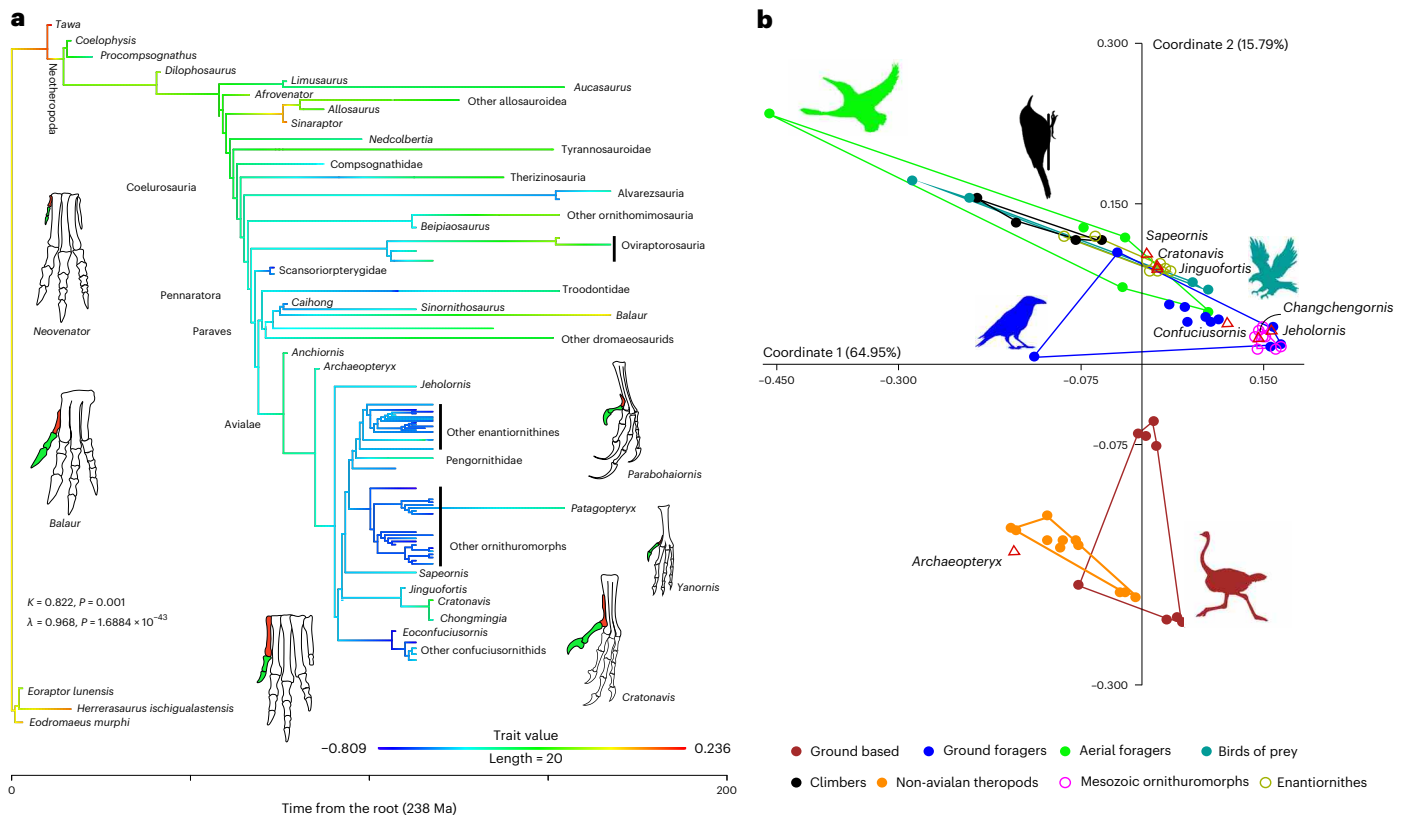 a
Tawa
Coelophysis
Procompsognathus
Neotheropoda
Dilophosaurus
Limusaurus
Aucasaurus
Afrovenator
Other allosauroidea
Allosaurus
Sinaraptor
Nedcolbertia
Tyrannosauroidae
Compsognathidae
Therizinosauria
Coelurosauria
Alvarezsauria
Other ornithomimosauria
Beipiaosaurus
Oviraptorosauria
Scansoriorpterygidae
Pennaratora
Troodontidae
Caihong
Sinornithosaurus
Balaur
Paraves
Other dromaeosaurids
Neovenator
Anchiornis
Archaeopteryx
Jeholornis
Avialae
Other enantiornithines
Pengornithidae
Parabohaiornis
Balaur
Patagopteryx
Other ornithuromorphs
Sapeornis
Yanornis
Jinguofortis
Cratonavis
Chongmingia
K = 0.822, P = 0.001
λ = 0.968, P = 1.6884 × 10−43
Eoconfuciusornis
Other confuciusornithids
Cratonavis
Eoraptor lunensis
Herrerasaurus ischigualastensis
Eodromaeus murphi
Trait value
−0.809
0.236
Length = 20
0
200
Time from the root (238 Ma)
b
0.300
Coordinate 2 (15.79%)
0.150
Sapeornis
Cratonavis
Jinguofortis
Changchengornis
Confuciusornis
Jeholornis
Coordinate 1 (64.95%)
−0.450
−0.300
−0.075
0.150
−0.075
Archaeopteryx
−0.300
Ground based
Ground foragers
Aerial foragers
Birds of prey
Climbers
Non-avialan theropods
Mesozoic ornithuromorphs
Enantiornithes